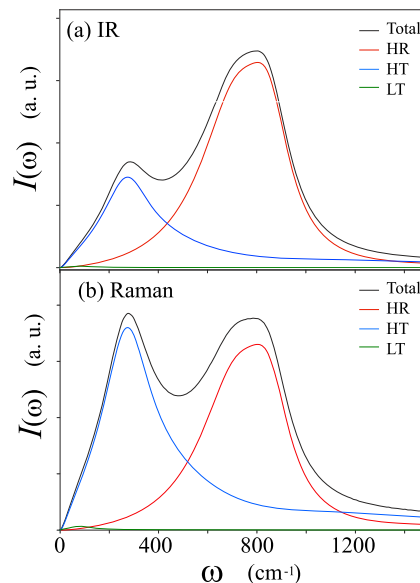 (a) IR
Total
HR
HT
LT
I(ω) (a. u.)
(b) Raman
Total
HR
HT
LT
I(ω) (a. u.)
0 400 800 1200
ω (cm-1)